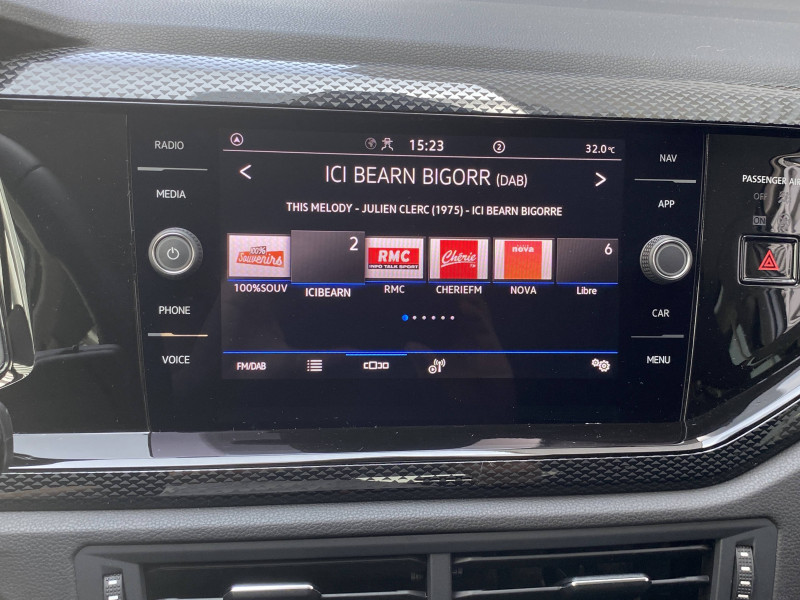 RADIO
MEDIA
PHONE
VOICE
15:23
2
32.0°C
< ICI BEARN BIGORR (DAB) >
THIS MELODY - JULIEN CLERC (1975) - ICI BEARN BIGORRE
100% Souvenirs
2
RMC
INFO TALK SPORT
Chérie
FM
nova
6
100%SOUV
ICIBEARN
RMC
CHERIEFM
NOVA
Libre
FM/DAB
NAV
APP
CAR
MENU
PASSENGER AIR
OFF
ON